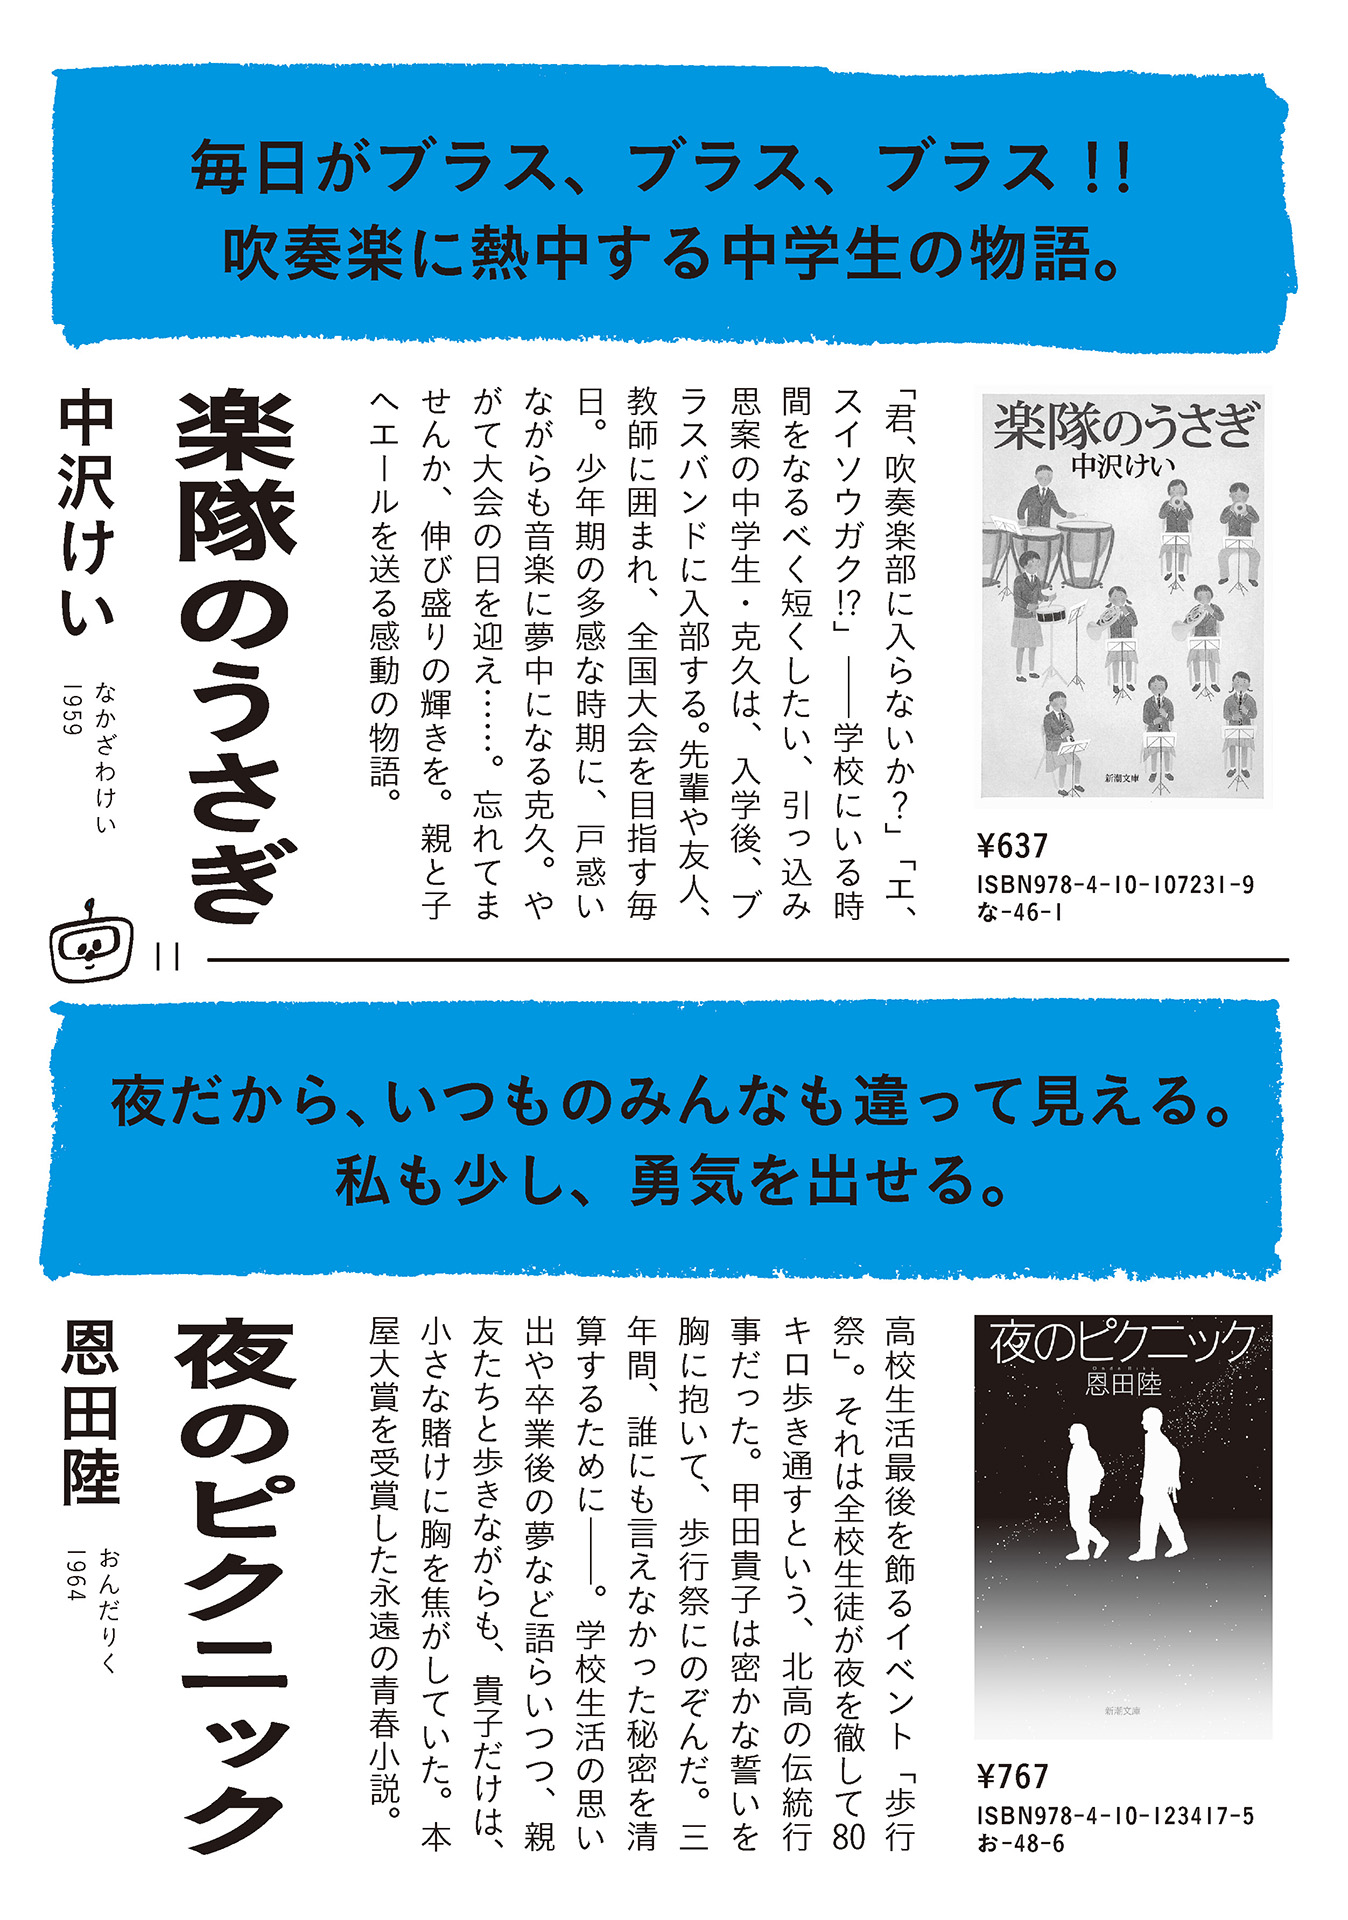 毎日がブラス、ブラス、ブラス!!
吹奏楽に熱中する中学生の物語。
楽隊のうさぎ
中沢けい
新潮文庫
¥637
ISBN978-4-10-107231-9
な-46-1
「君、吹奏楽部に入らないか?」「エ、
スイソウガク!?」――学校にいる時
間をなるべく短くしたい、引っ込み
思案の中学生・克久は、入学後、ブ
ラスバンドに入部する。先輩や友人、
教師に囲まれ、全国大会を目指す毎
日。少年期の多感な時期に、戸惑い
ながらも音楽に夢中になる克久。や
がて大会の日を迎え……。忘れてま
せんか、伸び盛りの輝きを。親と子
へエールを送る感動の物語。
楽隊のうさぎ
中沢けい
なかざわけい
1959
11
夜だから、いつものみんなも違って見える。
私も少し、勇気を出せる。
夜のピクニック
Onda Riku
恩田陸
新潮文庫
¥767
ISBN978-4-10-123417-5
お-48-6
高校生活最後を飾るイベント「歩行
祭」。それは全校生徒が夜を徹して80
キロ歩き通すという、北高の伝統行
事だった。甲田貴子は密かな誓いを
胸に抱いて、歩行祭にのぞんだ。三
年間、誰にも言えなかった秘密を清
算するために――。学校生活の思い
出や卒業後の夢など語らいつつ、親
友たちと歩きながらも、貴子だけは、
小さな賭けに胸を焦がしていた。本
屋大賞を受賞した永遠の青春小説。
夜のピクニック
恩田陸
おんだりく
1964